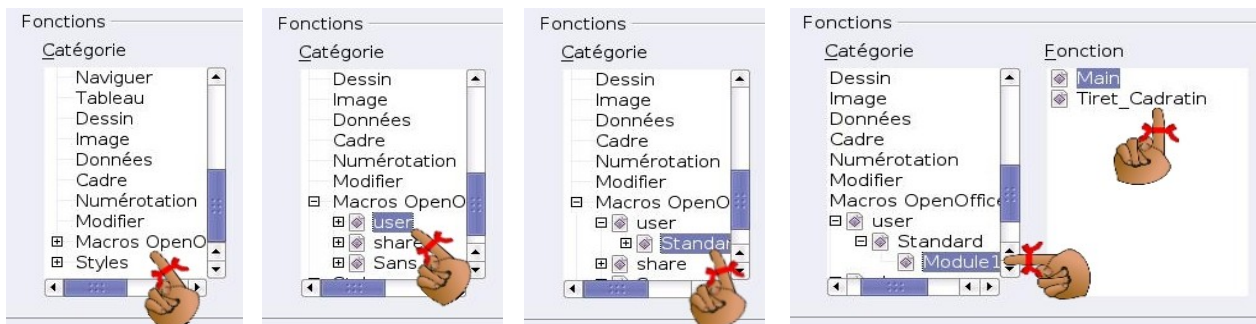 Fonctions
Catégorie
Naviguer
Tableau
Dessin
Image
Données
Cadre
Numérotation
Modifier
Macros OpenO
Styles
Fonctions
Catégorie
Dessin
Image
Données
Cadre
Numérotation
Modifier
Macros OpenO
user
share
Sans
Fonctions
Catégorie
Dessin
Image
Données
Cadre
Numérotation
Modifier
Macros OpenO
user
Standar
share
Fonctions
Catégorie
Dessin
Image
Données
Cadre
Numérotation
Modifier
Macros OpenOffice
user
Standard
Module1
Fonction
Main
Tiret_Cadratin